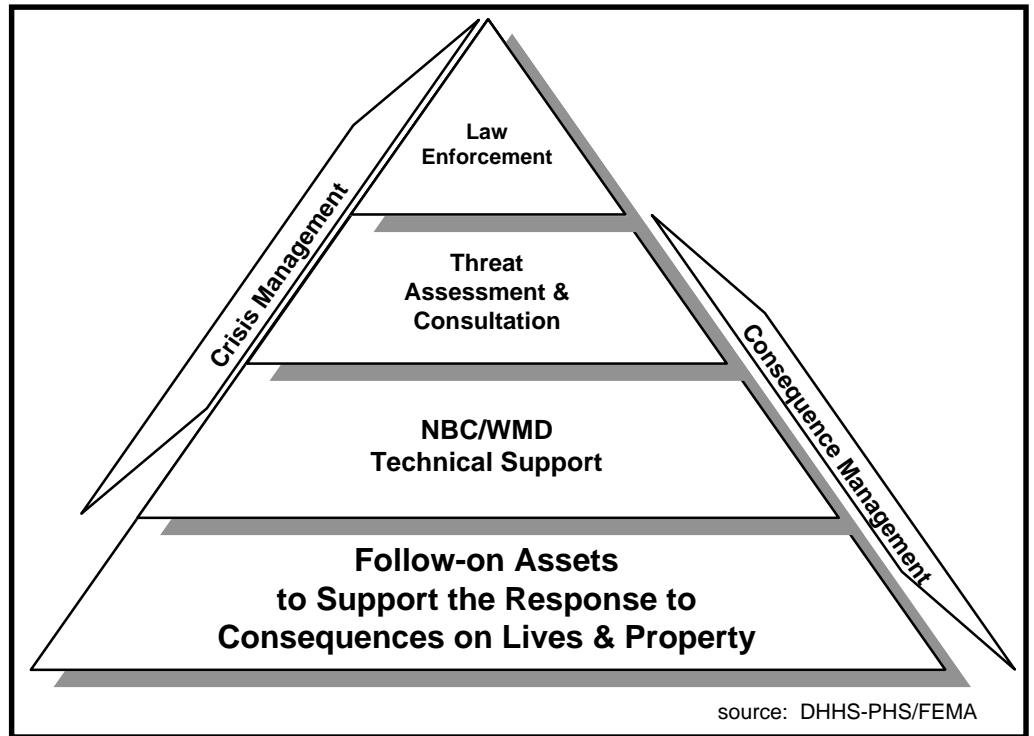 Law
Enforcement
Threat
Assessment &
Consultation
NBC/WMD
Technical Support
Follow-on Assets
to Support the Response to
Consequences on Lives & Property
Crisis Management
Consequence Management
source: DHHS-PHS/FEMA